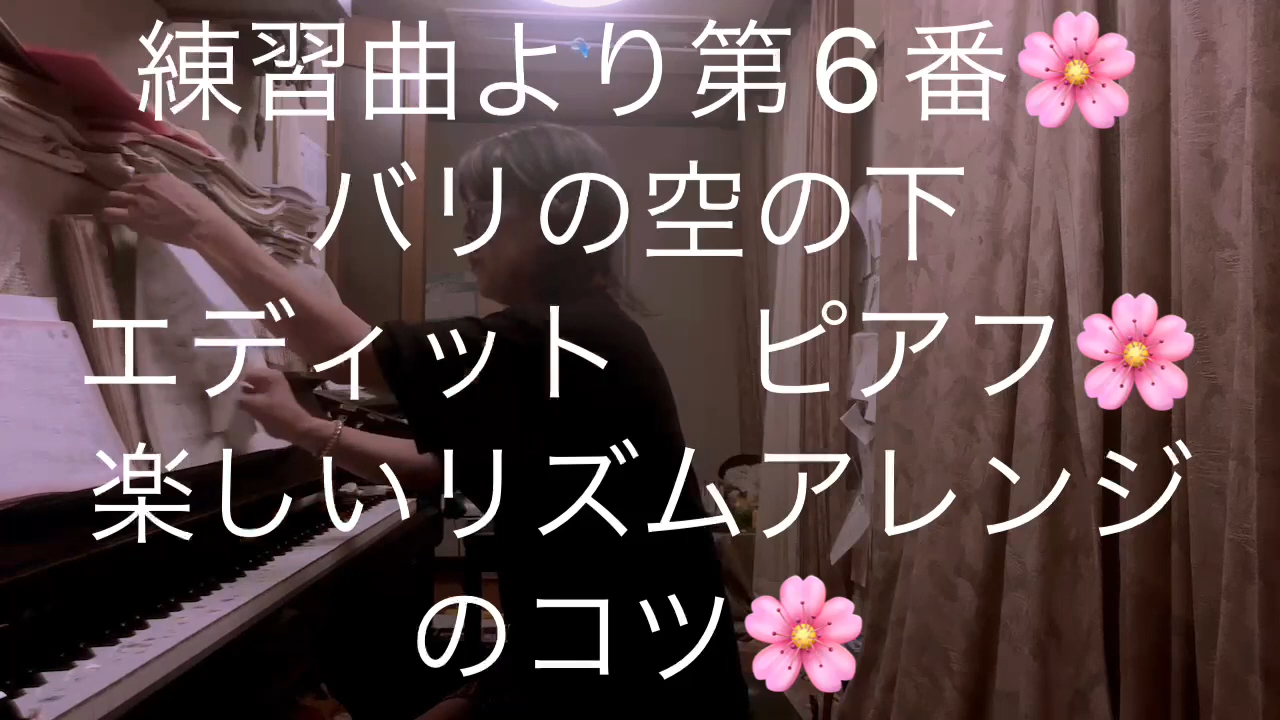 練習曲より第6番🌸
バリの空の下
エディット　ピアフ🌸
楽しいリズムアレンジ
のコツ🌸